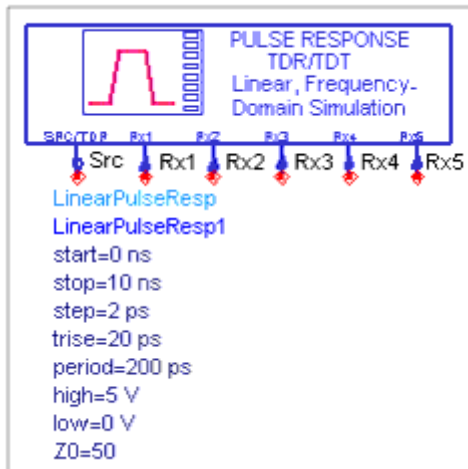 PULSE RESPONSE
TDR/TDT
Linear, Frequency-
Domain Simulation
SRC/TDR Rx1 Rx2 Rx3 Rx4 Rx5
Src Rx1 Rx2 Rx3 Rx4 Rx5
LinearPulseResp
LinearPulseResp1
start=0 ns
stop=10 ns
step=2 ps
trise=20 ps
period=200 ps
high=5 V
low=0 V
Z0=50